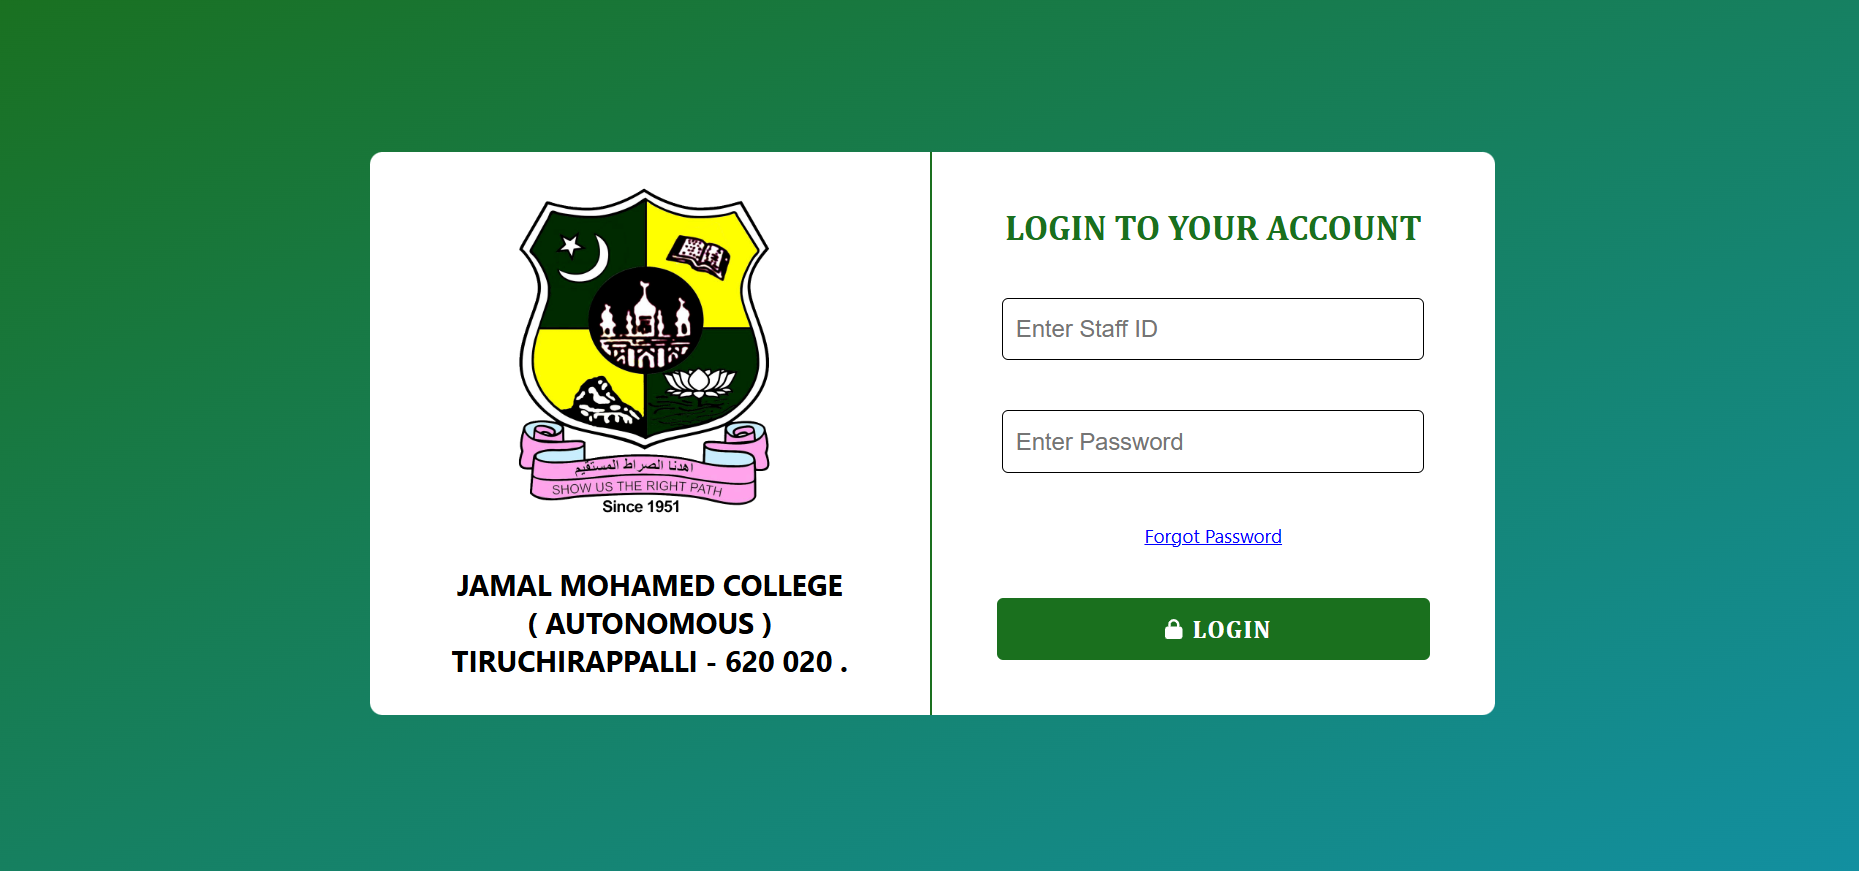 اهدنا الصراط المستقيم
SHOW US THE RIGHT PATH
Since 1951
JAMAL MOHAMED COLLEGE
( AUTONOMOUS )
TIRUCHIRAPPALLI - 620 020 .
LOGIN TO YOUR ACCOUNT
Enter Staff ID
Enter Password
Forgot Password
LOGIN